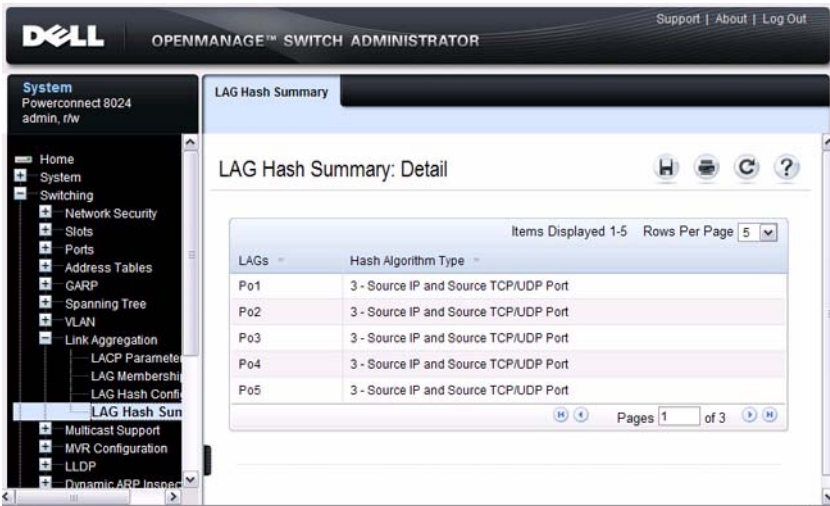 Support | About | Log Out
DELL OPENMANAGE™ SWITCH ADMINISTRATOR
System
Powerconnect 8024
admin, r/w
Home
System
Switching
Network Security
Slots
Ports
Address Tables
GARP
Spanning Tree
VLAN
Link Aggregation
LACP Parameter
LAG Membership
LAG Hash Confi
LAG Hash Sum
Multicast Support
MVR Configuration
LLDP
Dynamic ARP Inspec
LAG Hash Summary
LAG Hash Summary: Detail
Items Displayed 1-5 Rows Per Page 5
LAGs Hash Algorithm Type
Po1 3 - Source IP and Source TCP/UDP Port
Po2 3 - Source IP and Source TCP/UDP Port
Po3 3 - Source IP and Source TCP/UDP Port
Po4 3 - Source IP and Source TCP/UDP Port
Po5 3 - Source IP and Source TCP/UDP Port
Pages 1 of 3